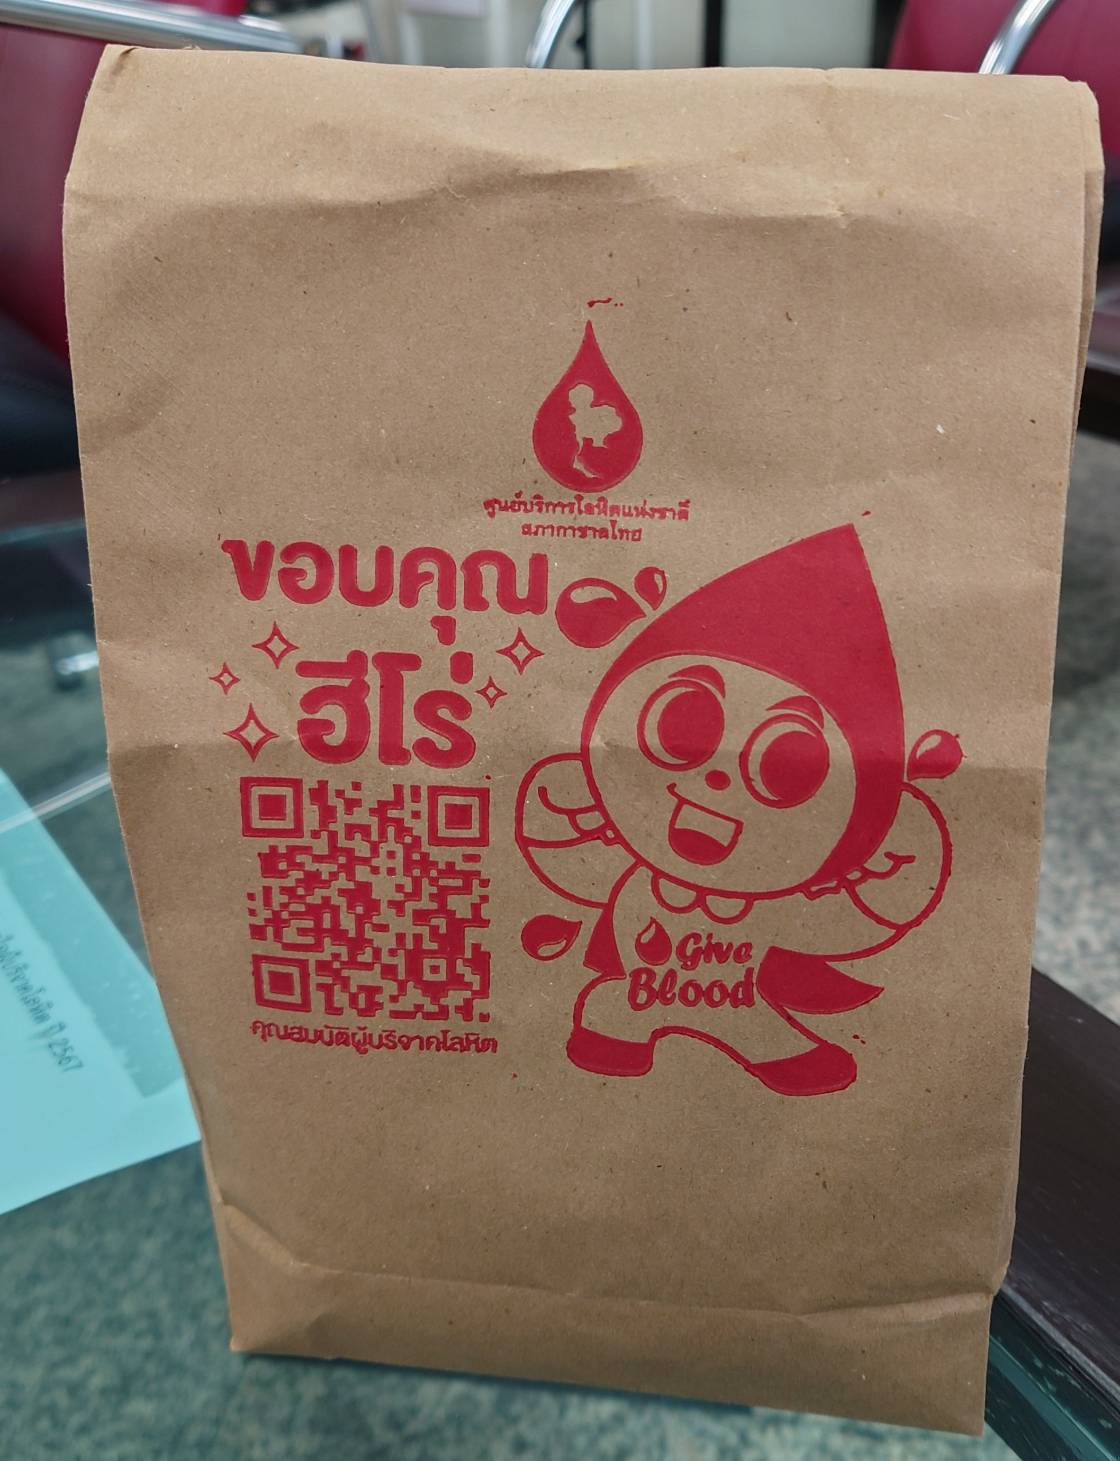 ศูนย์บริการโลหิตแห่งชาติ
สภากาชาดไทย
ขอบคุณ
ฮีโร่
Give
Blood
คุณสมบัติผู้บริจาคโลหิต
ปี 2567